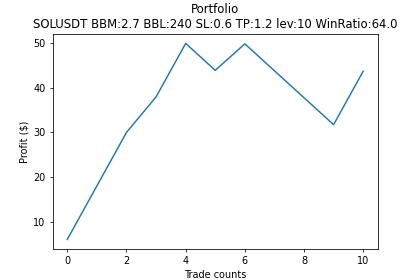 Portfolio
SOLUSDT BBM:2.7 BBL:240 SL:0.6 TP:1.2 lev:10 WinRatio:64.0
50
40
30
20
10
Profit ($)
0 2 4 6 8 10
Trade counts